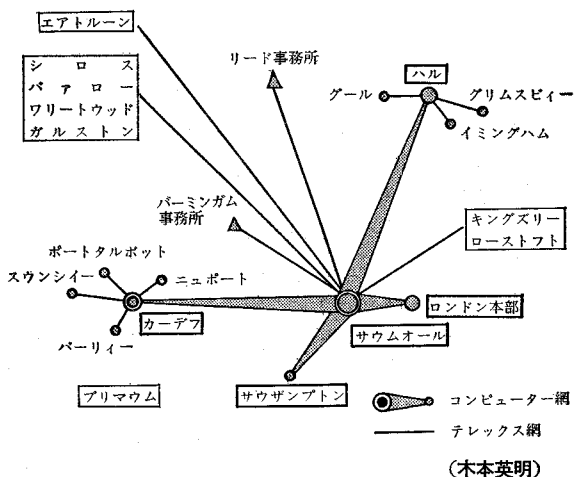 エアトルーン
シロス
バァロー
ワリートウッド
ガルストン
リード事務所
ハル
グール
グリムスビィー
イミングハム
バーミンガム
事務所
キングズリー
ローストフト
ポートタルボット
スウンシイー
ニュポート
カーデフ
バーリィー
ロンドン本部
サウムオール
プリマウム
サウザンプトン
コンピューター網
テレックス網
(木本英明)